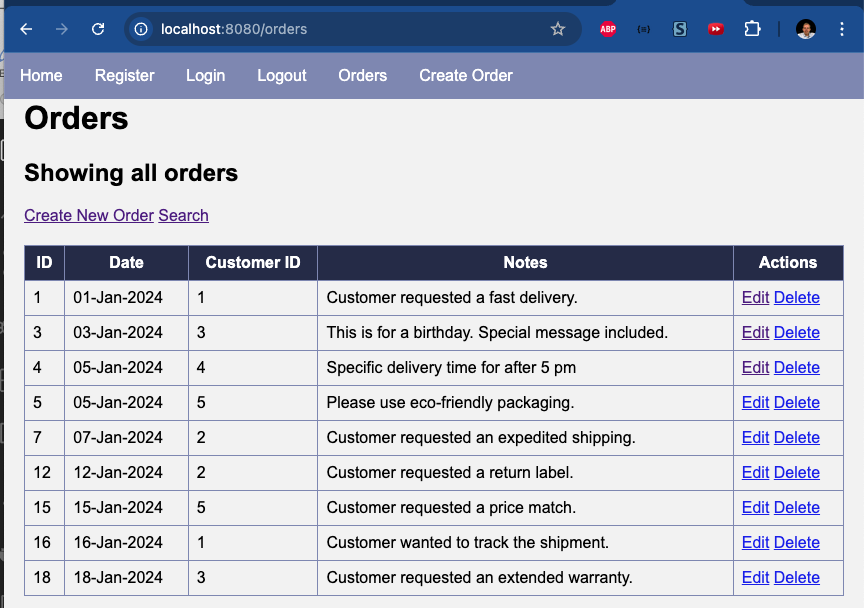 localhost:8080/orders
ABP
Home Register Login Logout Orders Create Order
Orders
Showing all orders
Create New Order Search
ID Date Customer ID Notes Actions
1 01-Jan-2024 1 Customer requested a fast delivery. Edit Delete
3 03-Jan-2024 3 This is for a birthday. Special message included. Edit Delete
4 05-Jan-2024 4 Specific delivery time for after 5 pm Edit Delete
5 05-Jan-2024 5 Please use eco-friendly packaging. Edit Delete
7 07-Jan-2024 2 Customer requested an expedited shipping. Edit Delete
12 12-Jan-2024 2 Customer requested a return label. Edit Delete
15 15-Jan-2024 5 Customer requested a price match. Edit Delete
16 16-Jan-2024 1 Customer wanted to track the shipment. Edit Delete
18 18-Jan-2024 3 Customer requested an extended warranty. Edit Delete